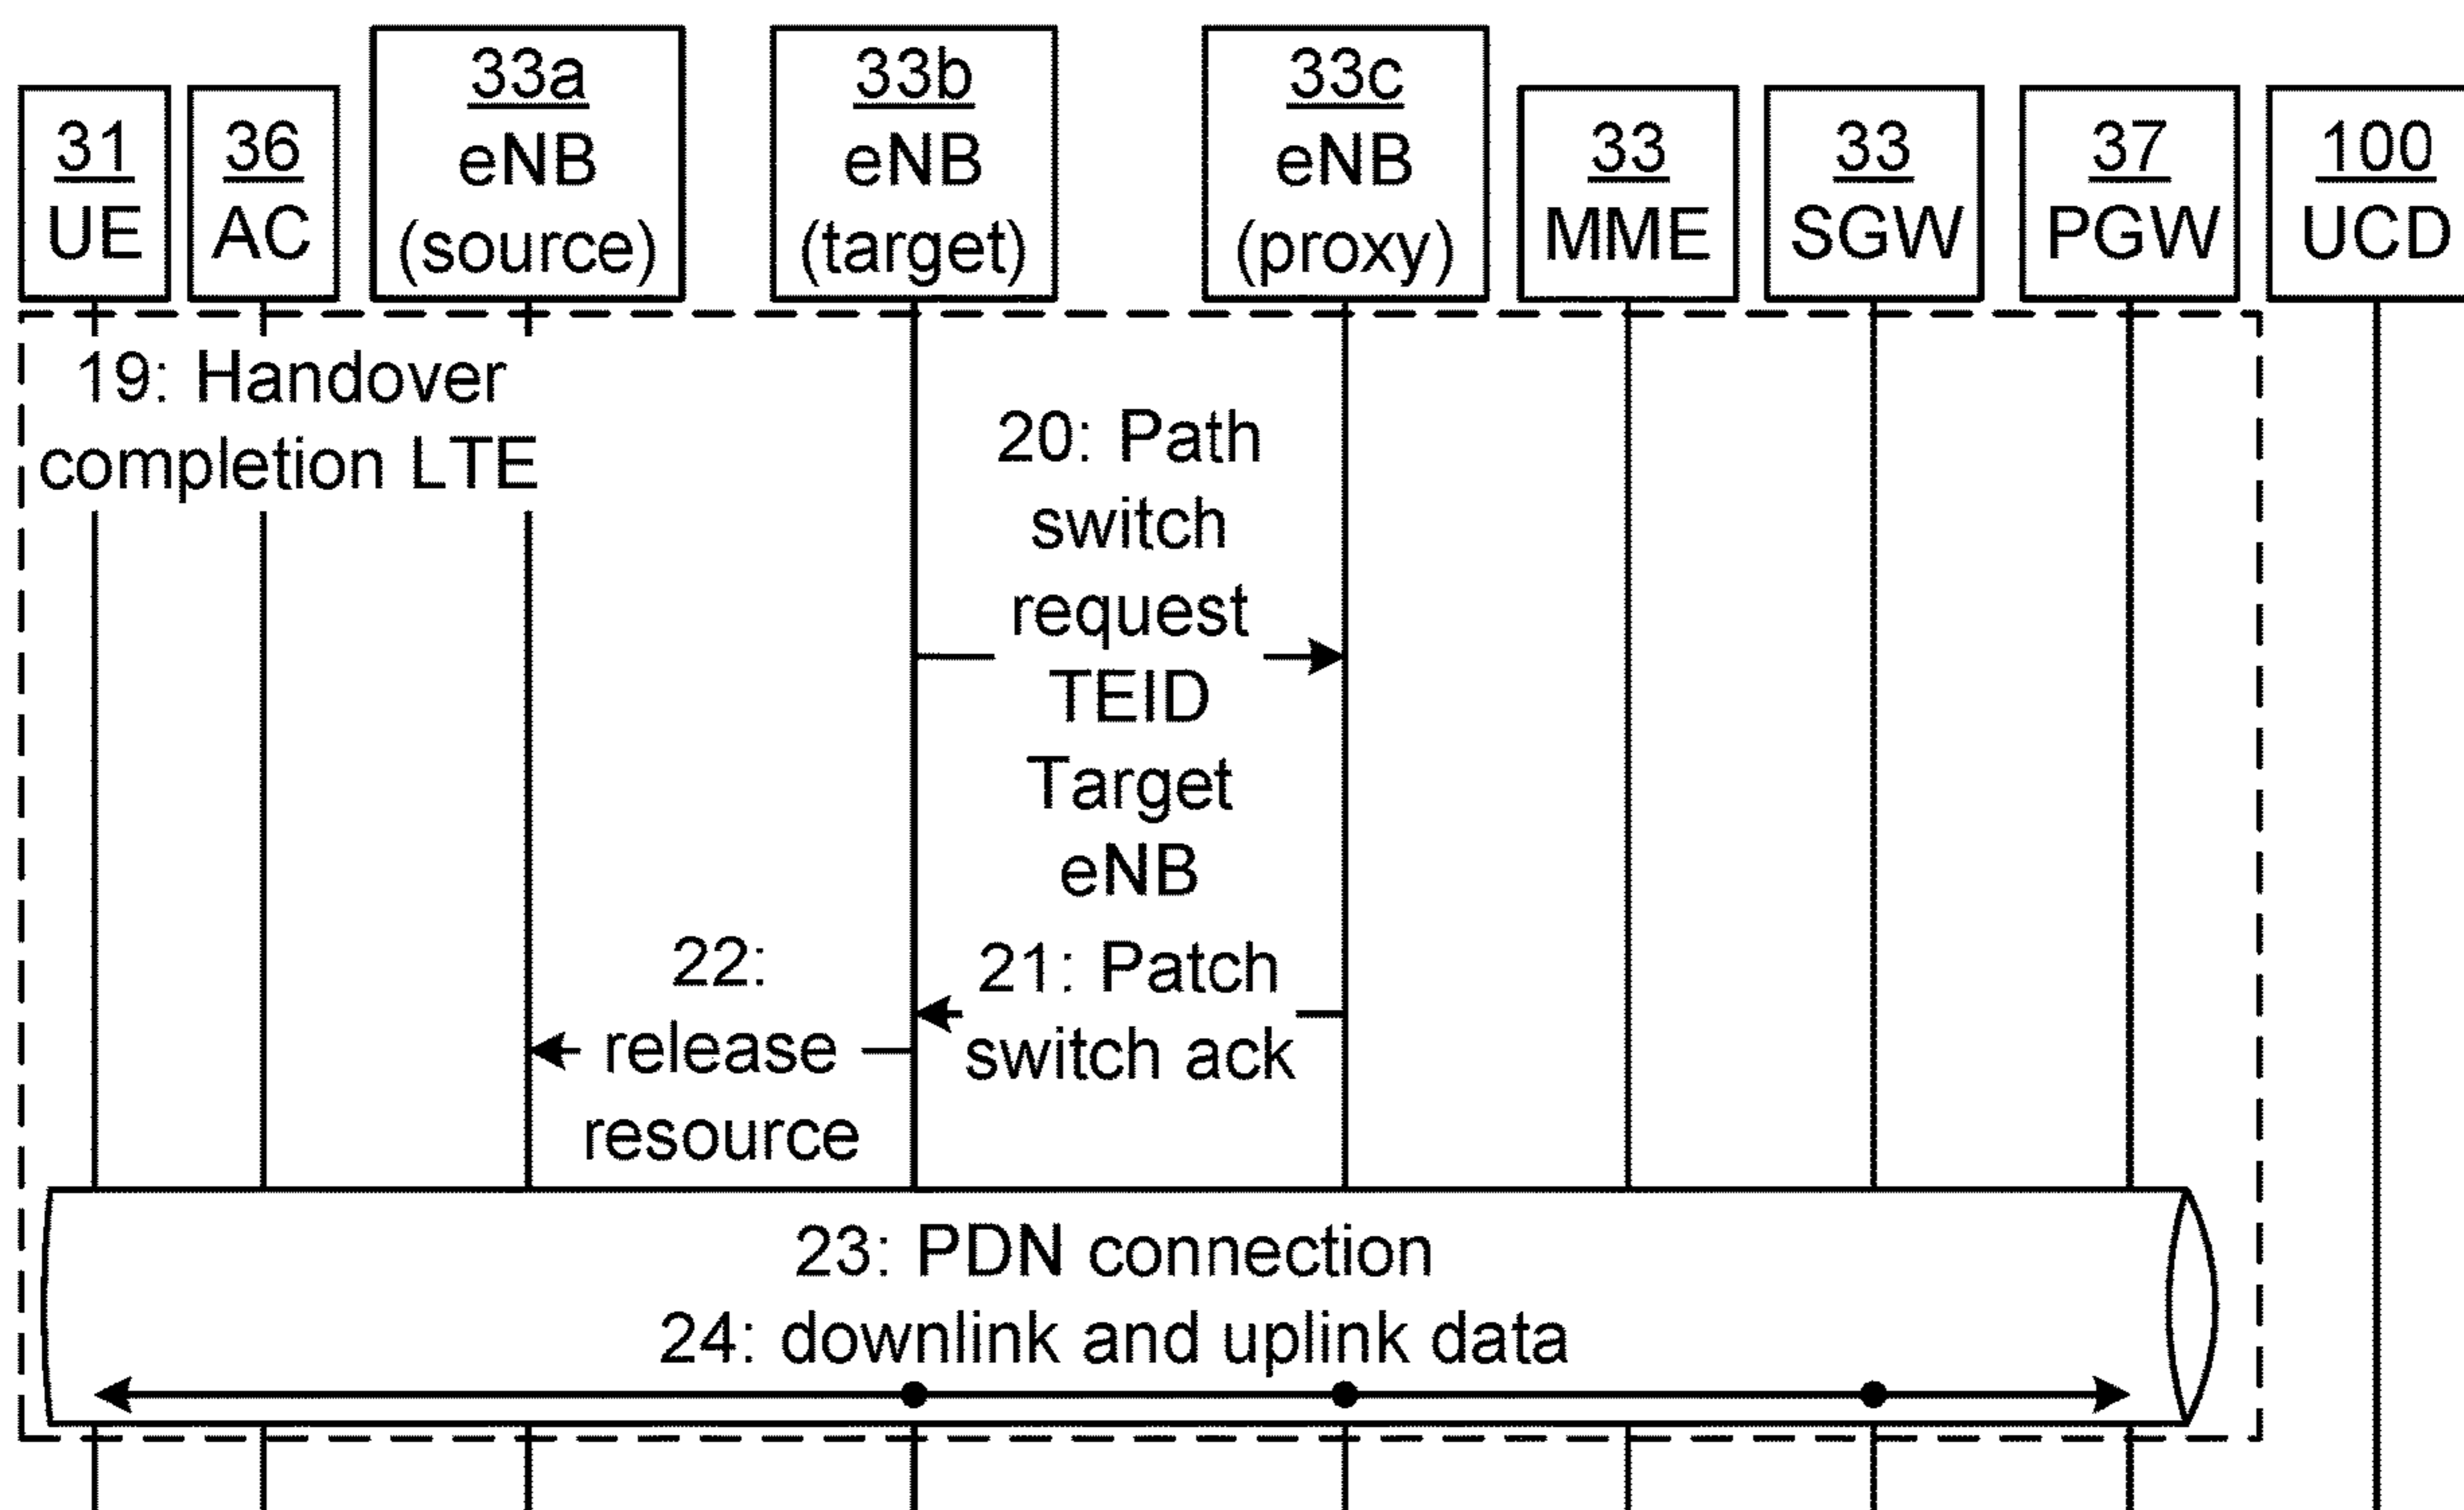 31
UE
36
AC
33a
eNB
(source)
33b
eNB
(target)
33c
eNB
(proxy)
33
MME
33
SGW
37
PGW
100
UCD
19: Handover
completion LTE
20: Path
switch
request
TEID
Target
eNB
21: Patch
switch ack
22:
release
resource
23: PDN connection
24: downlink and uplink data